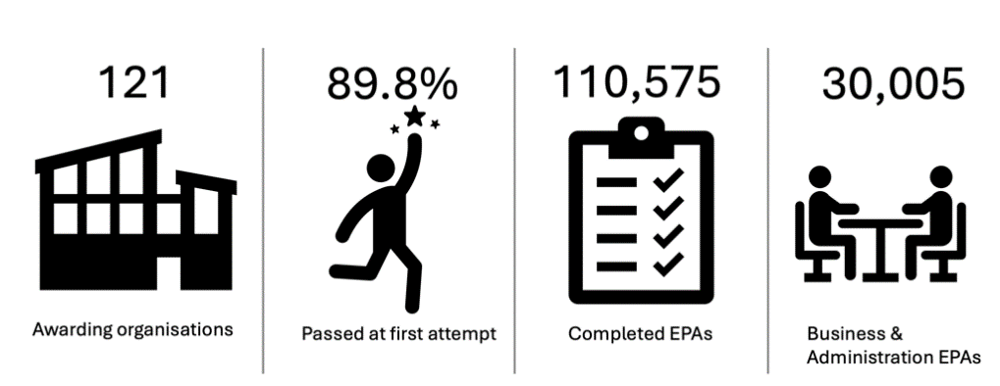 121
Awarding organisations
89.8%
Passed at first attempt
110,575
Completed EPAs
30,005
Business &
Administration EPAs